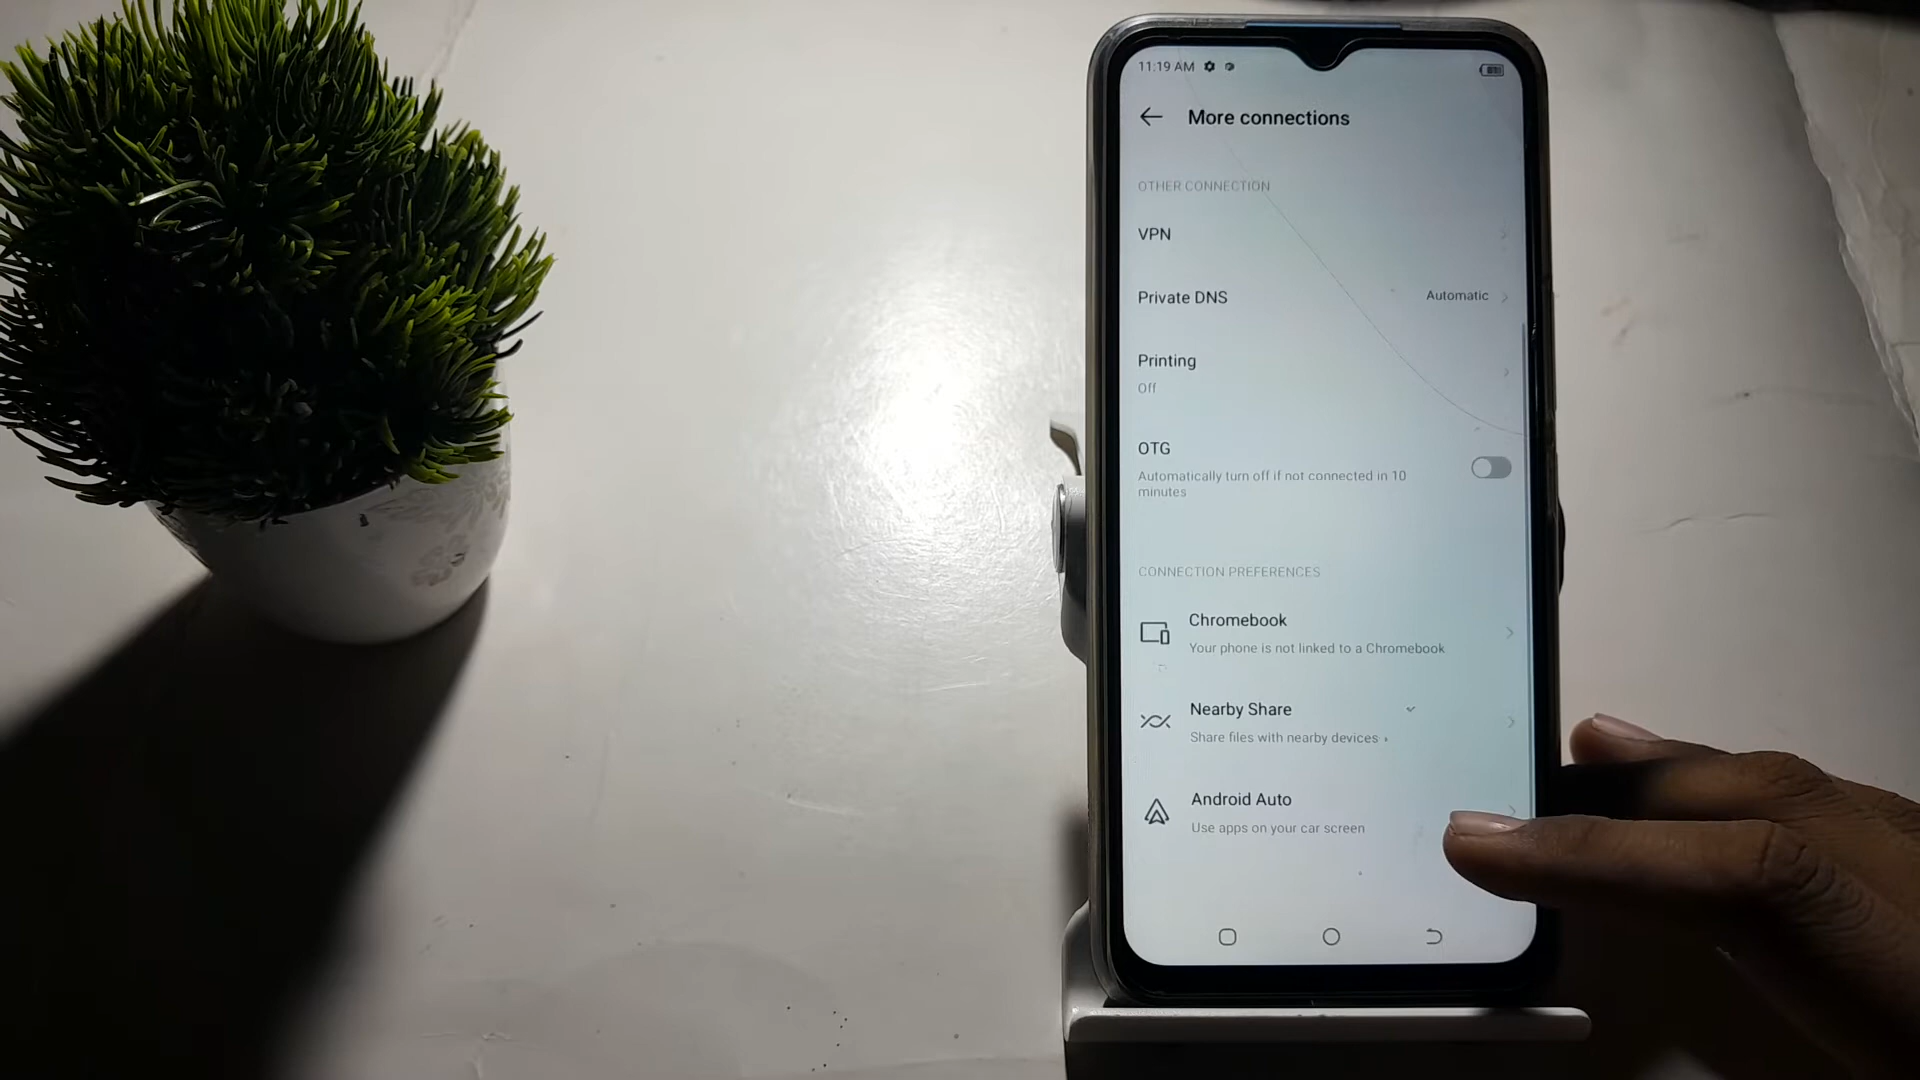 11:19 AM
More connections
OTHER CONNECTION
VPN
Private DNS
Automatic
Printing
Off
OTG
Automatically turn off if not connected in 10
minutes
CONNECTION PREFERENCES
Chromebook
Your phone is not linked to a Chromebook
Nearby Share
Share files with nearby devices
Android Auto
Use apps on your car screen